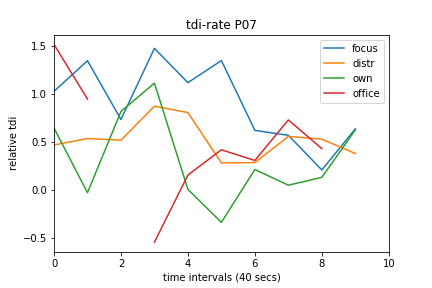 tdi-rate P07
focus
distr
own
office
relative tdi
1.5
1.0
0.5
0.0
−0.5
0 2 4 6 8 10
time intervals (40 secs)